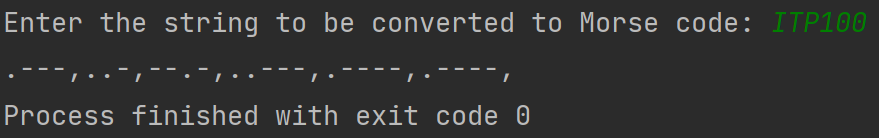 Enter the string to be converted to Morse code: ITP100
.---,..-,--.-,..---,.----,.----,
Process finished with exit code 0